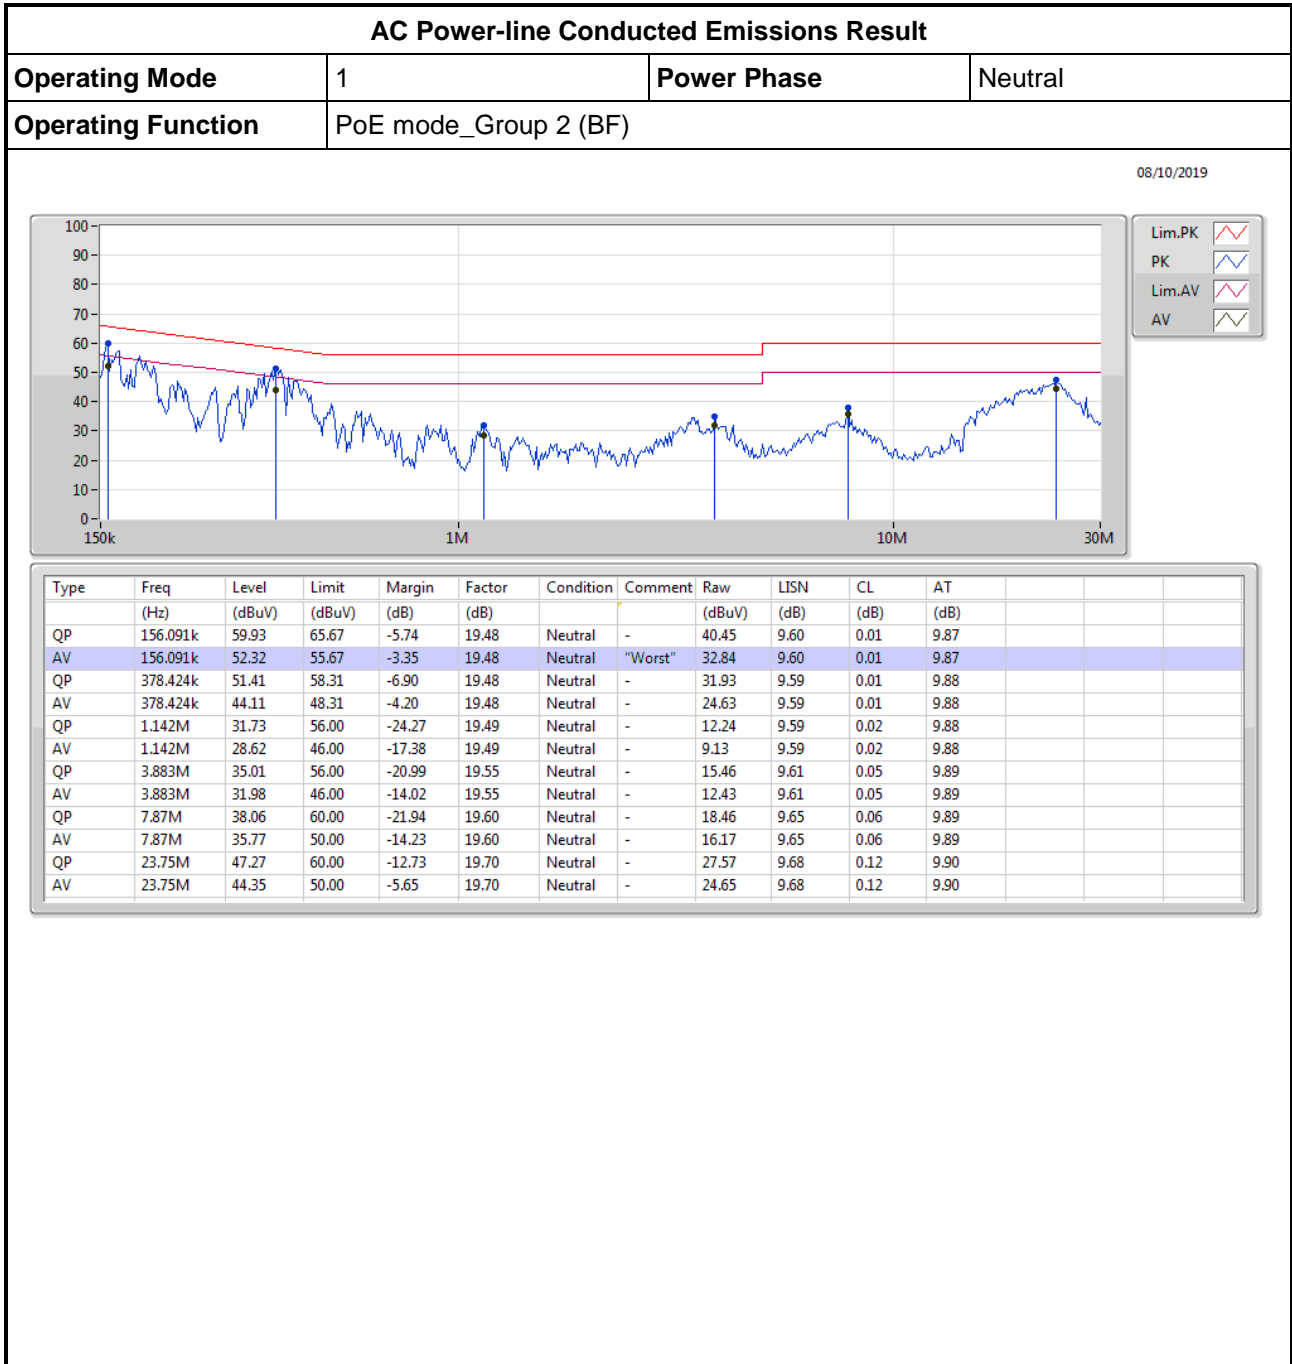 AC Power-line Conducted Emissions Result
Operating Mode 1 Power Phase Neutral
Operating Function PoE mode_Group 2 (BF)
08/10/2019
100
90
80
70
60
50
40
30
20
10
0
150k 1M 10M 30M
Lim.PK
PK
Lim.AV
AV
Type Freq Level Limit Margin Factor Condition Comment Raw LISN CL AT
(Hz) (dBuV) (dBuV) (dB) (dB) (dBuV) (dB) (dB) (dB)
QP 156.091k 59.93 65.67 -5.74 19.48 Neutral - 40.45 9.60 0.01 9.87
AV 156.091k 52.32 55.67 -3.35 19.48 Neutral "Worst" 32.84 9.60 0.01 9.87
QP 378.424k 51.41 58.31 -6.90 19.48 Neutral - 31.93 9.59 0.01 9.88
AV 378.424k 44.11 48.31 -4.20 19.48 Neutral - 24.63 9.59 0.01 9.88
QP 1.142M 31.73 56.00 -24.27 19.49 Neutral - 12.24 9.59 0.02 9.88
AV 1.142M 28.62 46.00 -17.38 19.49 Neutral - 9.13 9.59 0.02 9.88
QP 3.883M 35.01 56.00 -20.99 19.55 Neutral - 15.46 9.61 0.05 9.89
AV 3.883M 31.98 46.00 -14.02 19.55 Neutral - 12.43 9.61 0.05 9.89
QP 7.87M 38.06 60.00 -21.94 19.60 Neutral - 18.46 9.65 0.06 9.89
AV 7.87M 35.77 50.00 -14.23 19.60 Neutral - 16.17 9.65 0.06 9.89
QP 23.75M 47.27 60.00 -12.73 19.70 Neutral - 27.57 9.68 0.12 9.90
AV 23.75M 44.35 50.00 -5.65 19.70 Neutral - 24.65 9.68 0.12 9.90